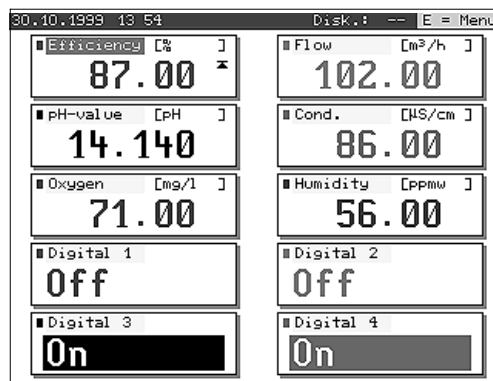 30.10.1999 13 54 Disk.: -- E = Menu
Efficiency [% ]
87.00
Flow [m³/h ]
102.00
pH-value [pH ]
14.140
Cond. [µS/cm ]
86.00
Oxygen [mg/l ]
71.00
Humidity [ppmw ]
56.00
Digital 1
Off
Digital 2
Off
Digital 3
On
Digital 4
On